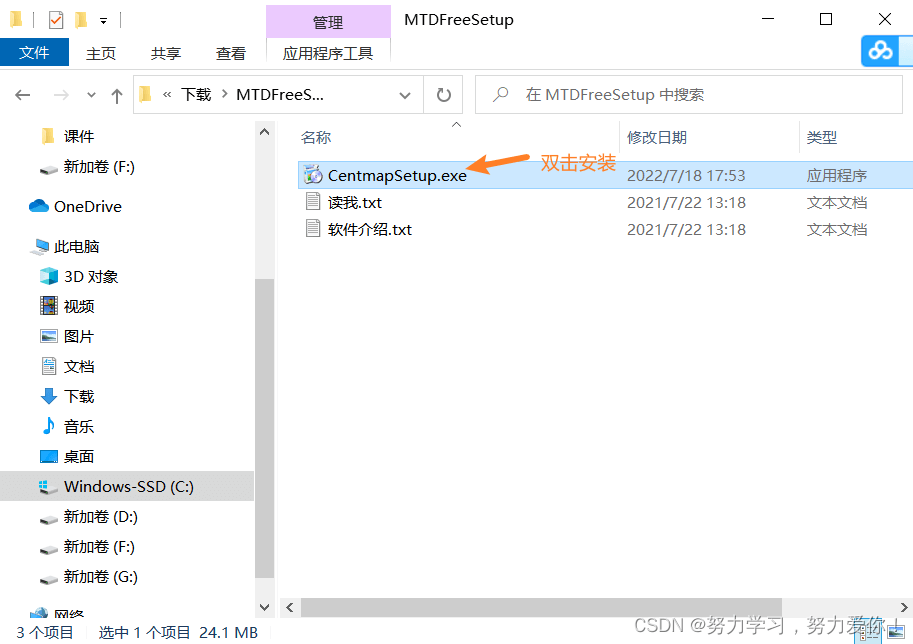 管理
MTDFreeSetup
文件 主页 共享 查看 应用程序工具
« 下载 › MTDFreeS...
在 MTDFreeSetup 中搜索
课件
新加卷 (F:)
OneDrive
此电脑
3D 对象
视频
图片
文档
下载
音乐
桌面
Windows-SSD (C:)
新加卷 (D:)
新加卷 (F:)
新加卷 (G:)
网络
名称 修改日期 类型
CentmapSetup.exe 2022/7/18 17:53 应用程序
双击安装
读我.txt 2021/7/22 13:18 文本文档
软件介绍.txt 2021/7/22 13:18 文本文档
3 个项目 选中 1 个项目 24.1 MB
CSDN @努力学习，努力爱你！